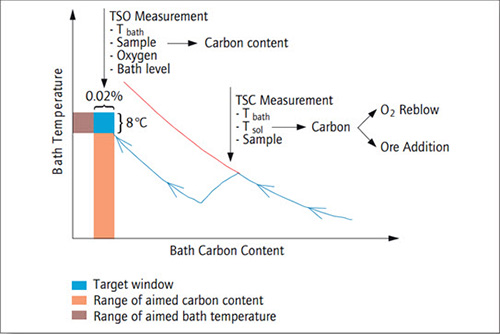 TSO Measurement
- T bath
- Sample
- Oxygen
- Bath level
Carbon content
0.02%
8°C
TSC Measurement
- T bath
- T sol
- Sample
Carbon
O2 Reblow
Ore Addition
Bath Temperature
Bath Carbon Content
Target window
Range of aimed carbon content
Range of aimed bath temperature